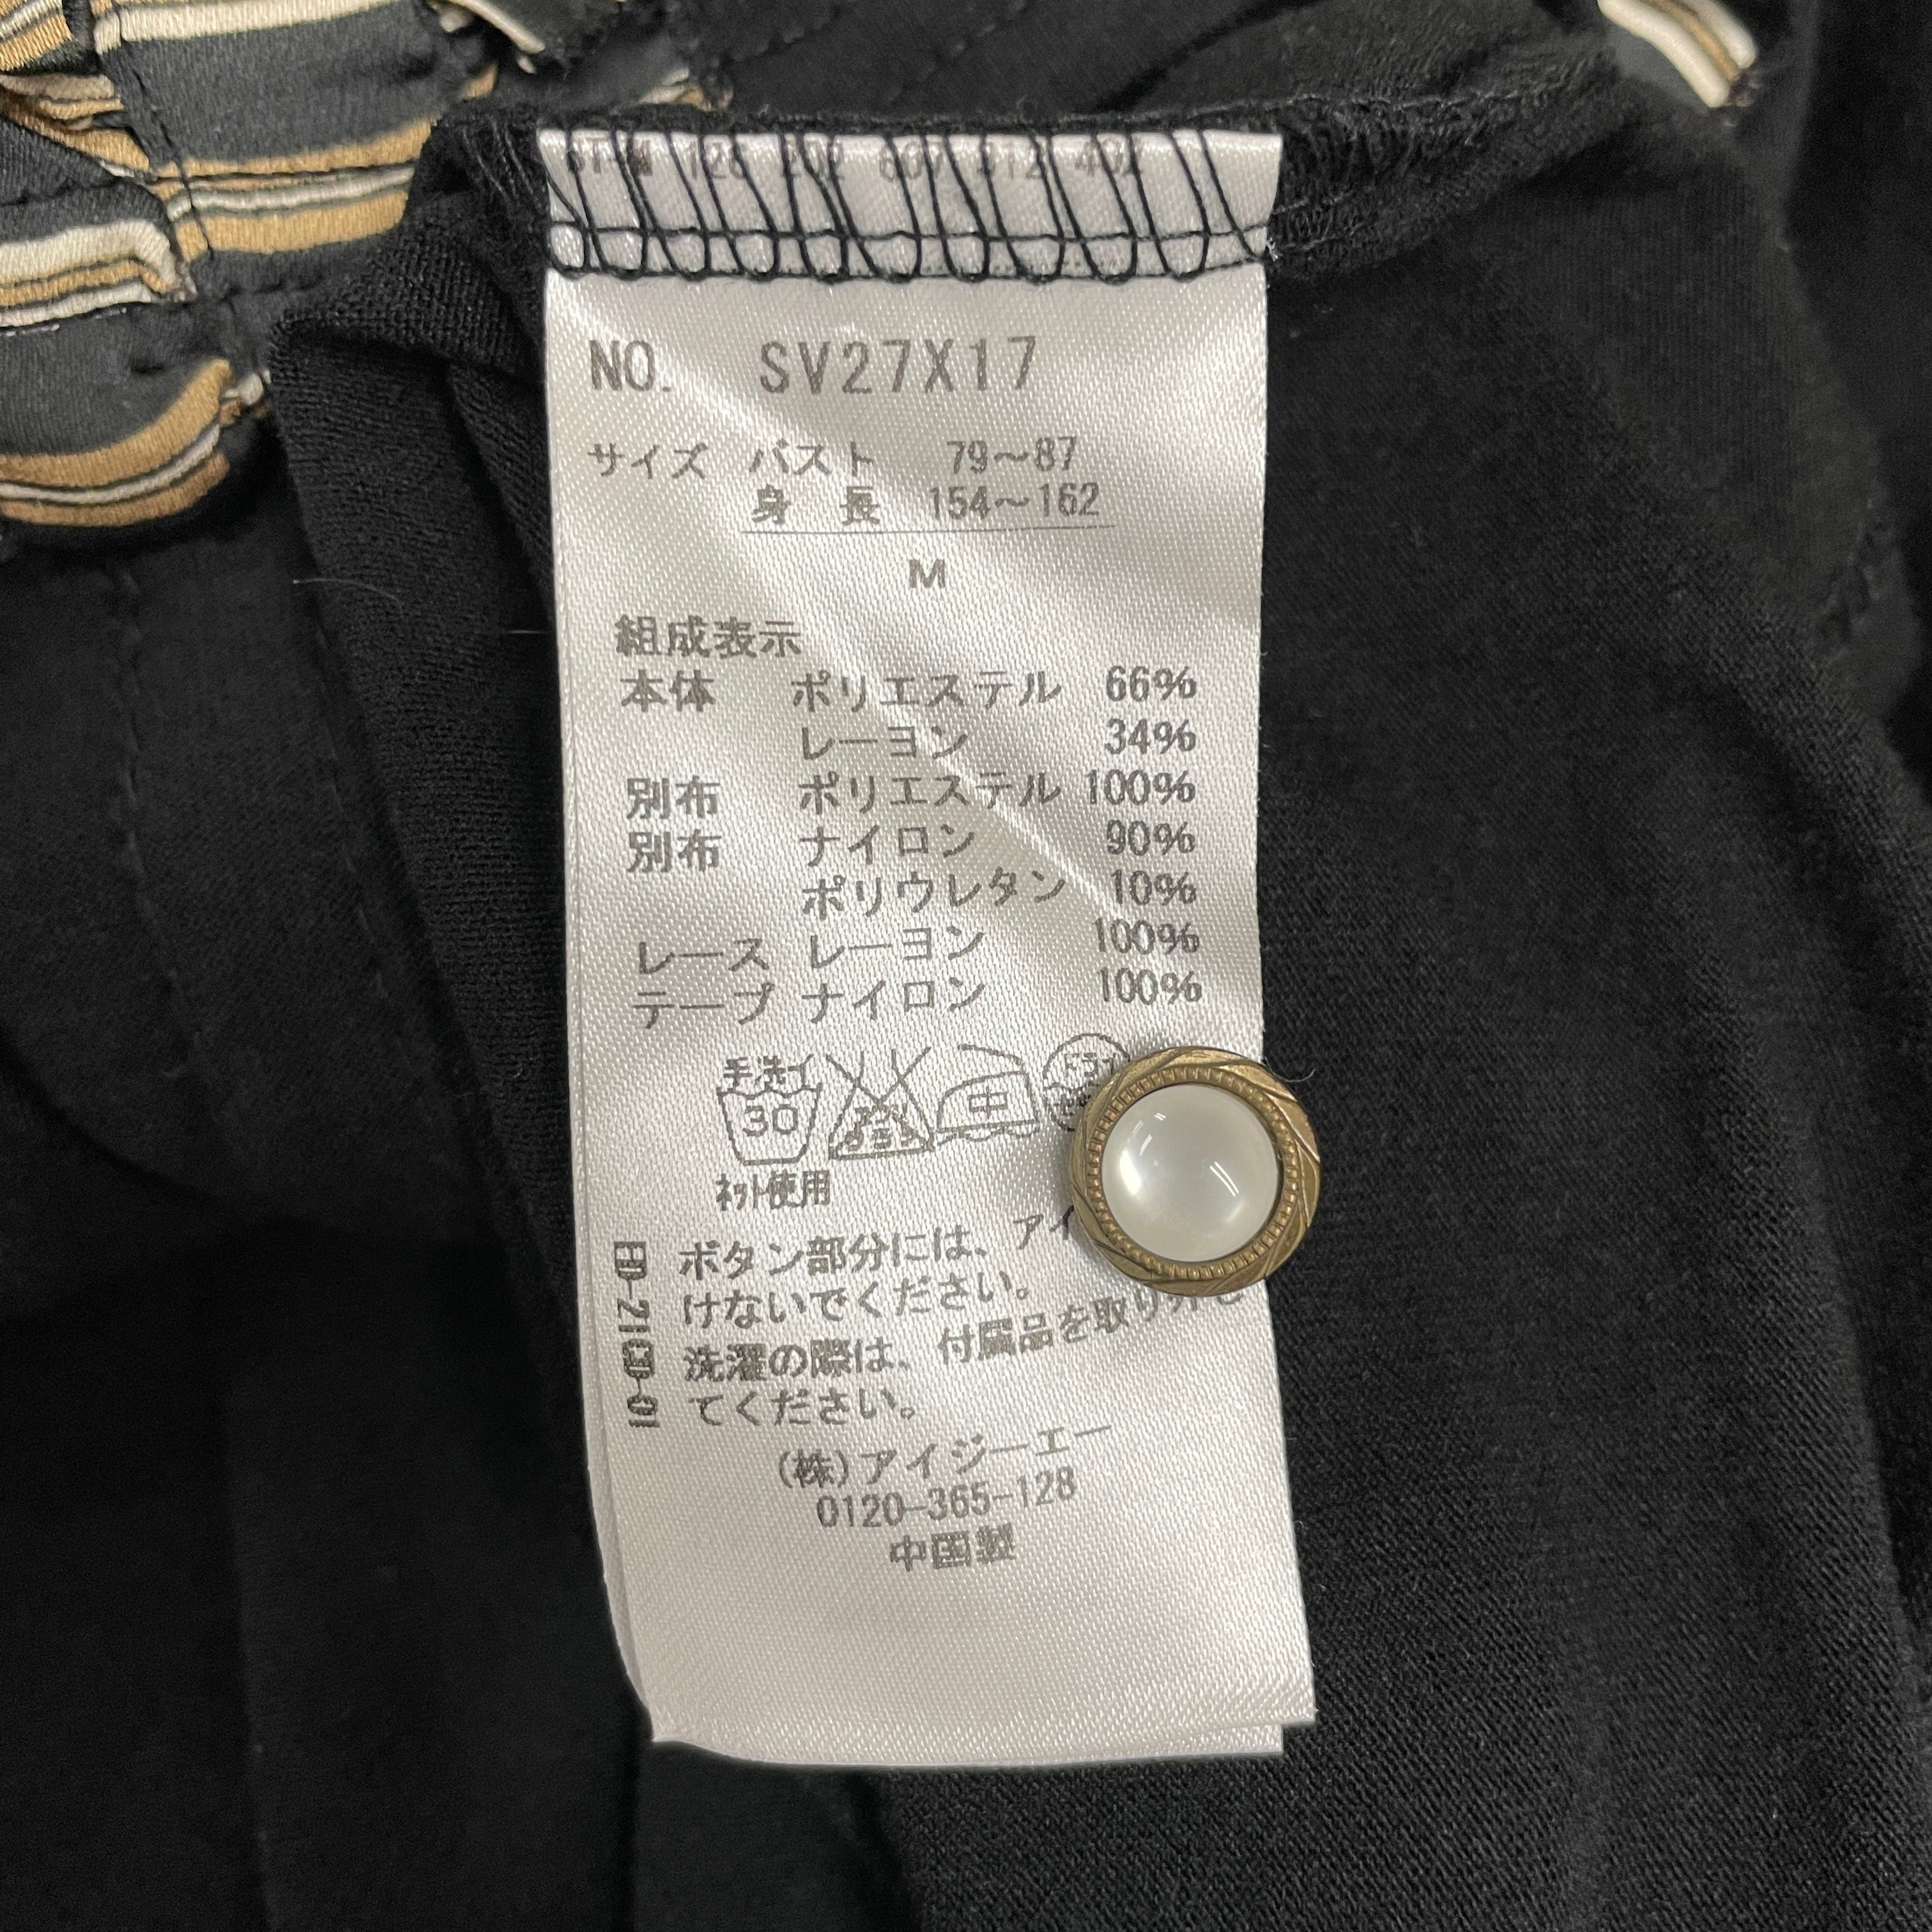 NO. SV27X17
サイズ バスト 79~87
身 長 154~162
M
組成表示
本体 ポリエステル 66%
レーヨン 34%
別布 ポリエステル 100%
別布 ナイロン 90%
ポリウレタン 10%
レース レーヨン 100%
テープ ナイロン 100%
手洗イ 30 中
ネット使用
ボタン部分には、アイ
けないでください。
洗濯の際は、付属品を取り外し
てください。
(株)アイジーエー
0120-365-128
中国製